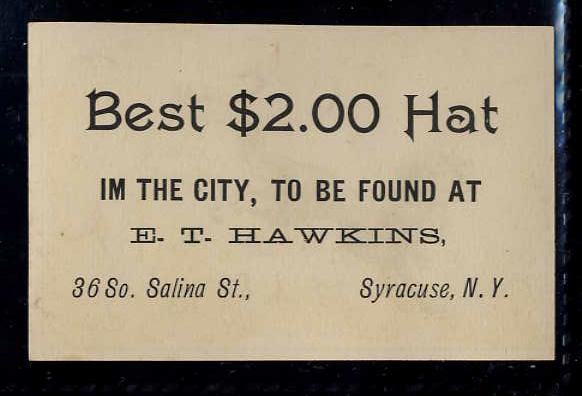 Best $2.00 Hat
IM THE CITY, TO BE FOUND AT
E. T. HAWKINS,
36 So. Salina St., Syracuse, N. Y.